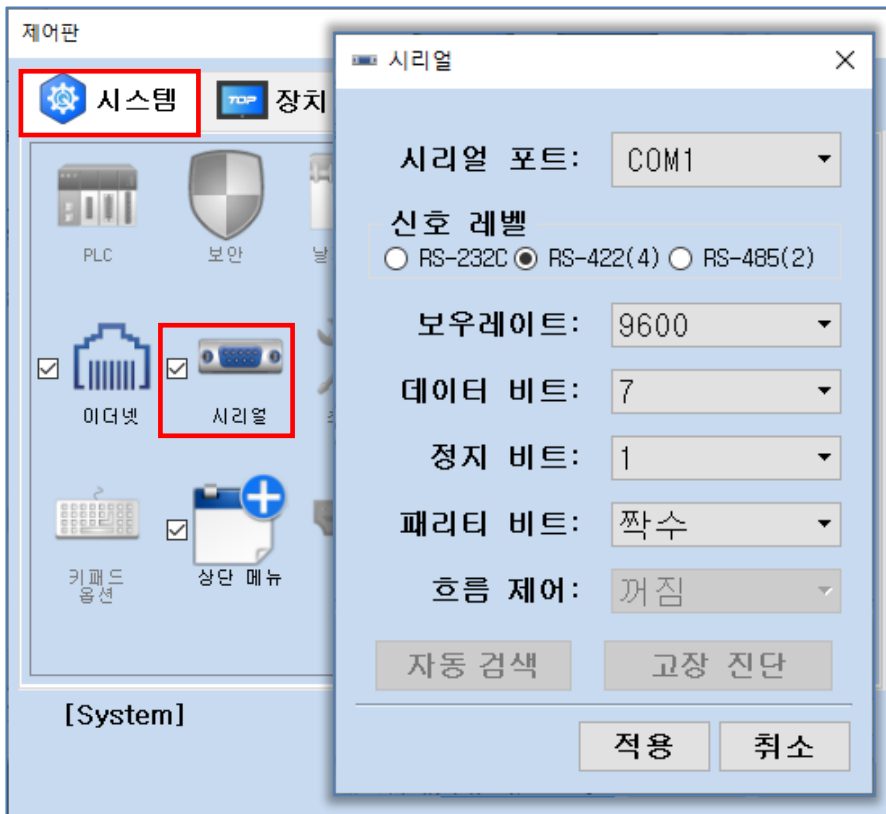 제어판
시스템
TOP 장치
PLC
보안
날
이더넷
시리얼
키패드
옵션
상단 메뉴
[System]
시리얼
시리얼 포트: COM1
신호 레벨
RS-232C RS-422(4) RS-485(2)
보우레이트: 9600
데이터 비트: 7
정지 비트: 1
패리티 비트: 짝수
흐름 제어: 꺼짐
자동 검색 고장 진단
적용 취소